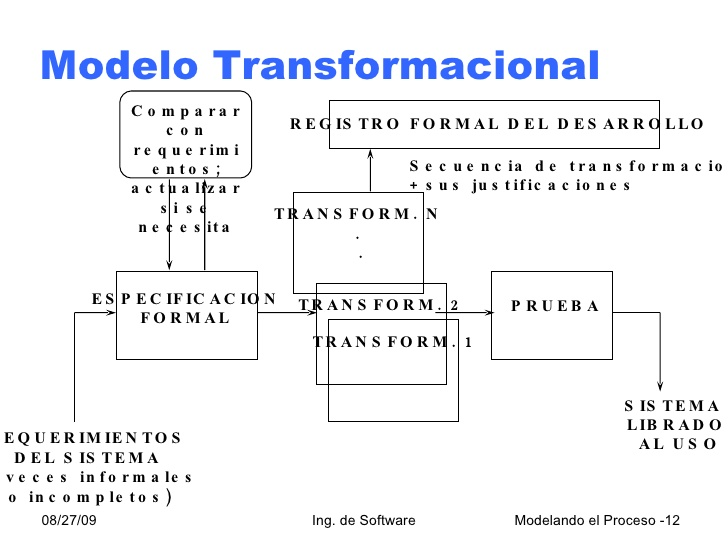 Modelo Transformacional
Comparar
con
requerimi
entos;
actualizar
si se
necesita
REGISTRO FORMAL DEL DESARROLLO
Secuencia de transformacio
+ sus justificaciones
TRANSFORM. N
.
.
ESPECIFICACION
FORMAL
TRANSFORM. 2
TRANSFORM. 1
PRUEBA
EQUERIMIENTOS
DEL SISTEMA
veces informales
o incompletos)
SISTEMA
LIBRADO
AL USO
08/27/09
Ing. de Software
Modelando el Proceso -12